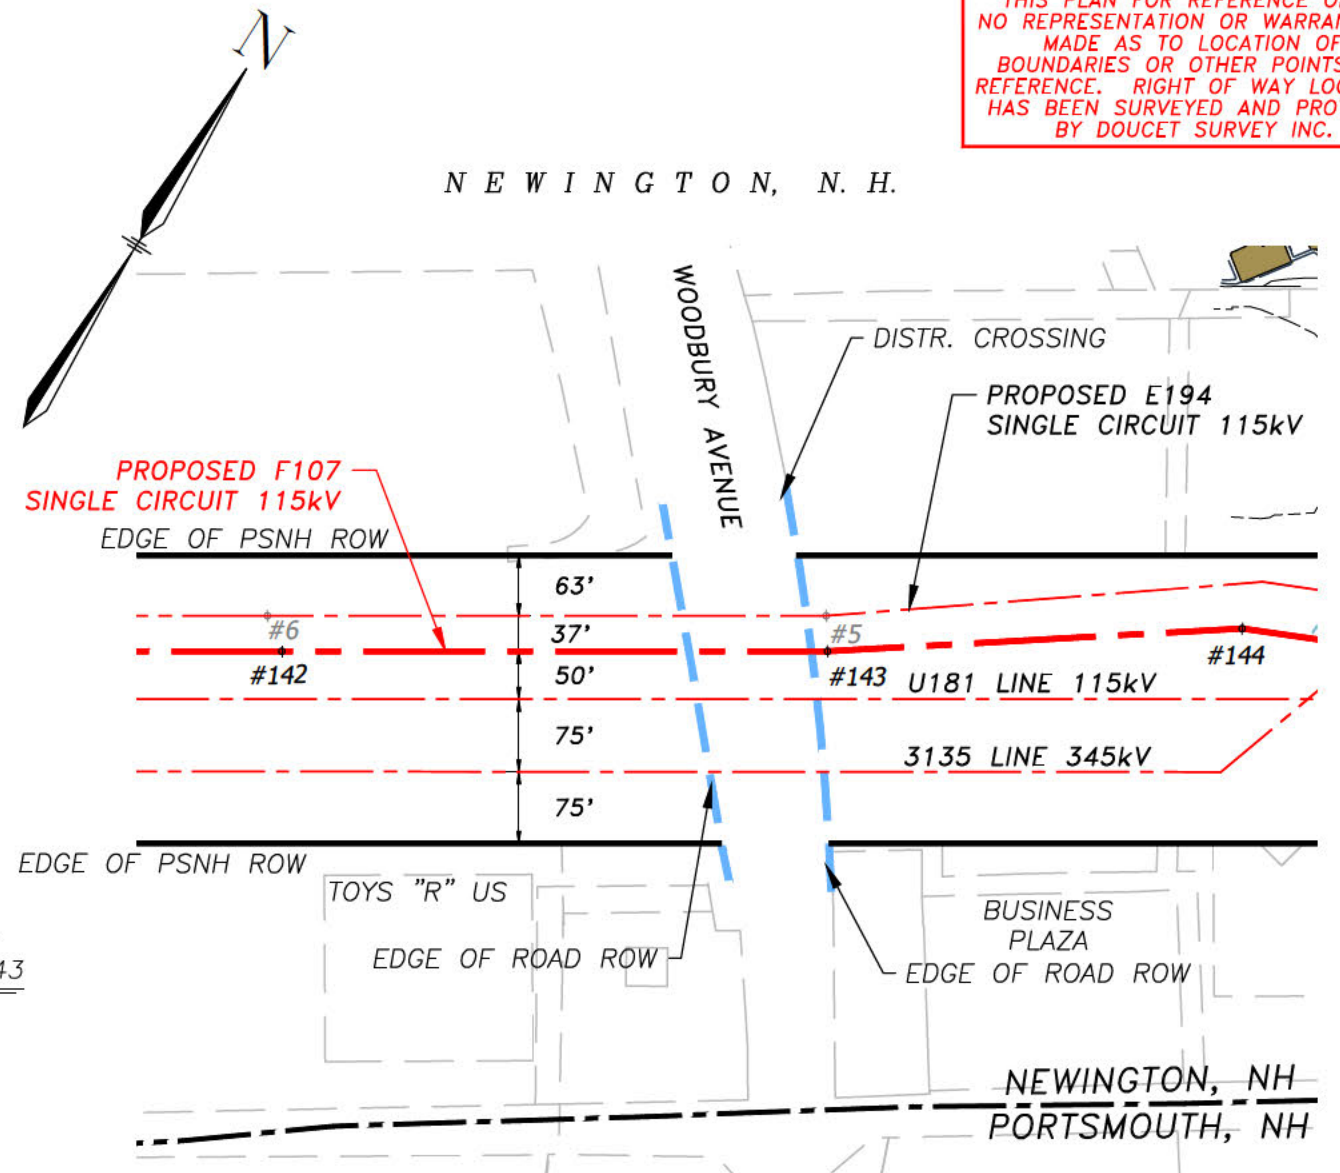 N
THIS PLAN FOR REFERENCE
NO REPRESENTATION OR
MADE AS TO LOCATION OF
BOUNDARIES OR OTHER POINTS
REFERENCE. RIGHT OF WAY
HAS BEEN SURVEYED AND
BY DOUCET SURVEY INC.
NEWINGTON, N.H.
WOODBURY AVENUE
DISTR. CROSSING
PROPOSED E194
SINGLE CIRCUIT 115kV
PROPOSED F107
SINGLE CIRCUIT 115kV
EDGE OF PSNH ROW
63'
#6
37'
#5
#142
50'
#143
#144
U181 LINE 115kV
75'
3135 LINE 345kV
75'
EDGE OF PSNH ROW
TOYS "R" US
BUSINESS
PLAZA
EDGE OF ROAD ROW
EDGE OF ROAD ROW
43
NEWINGTON, NH
PORTSMOUTH, NH